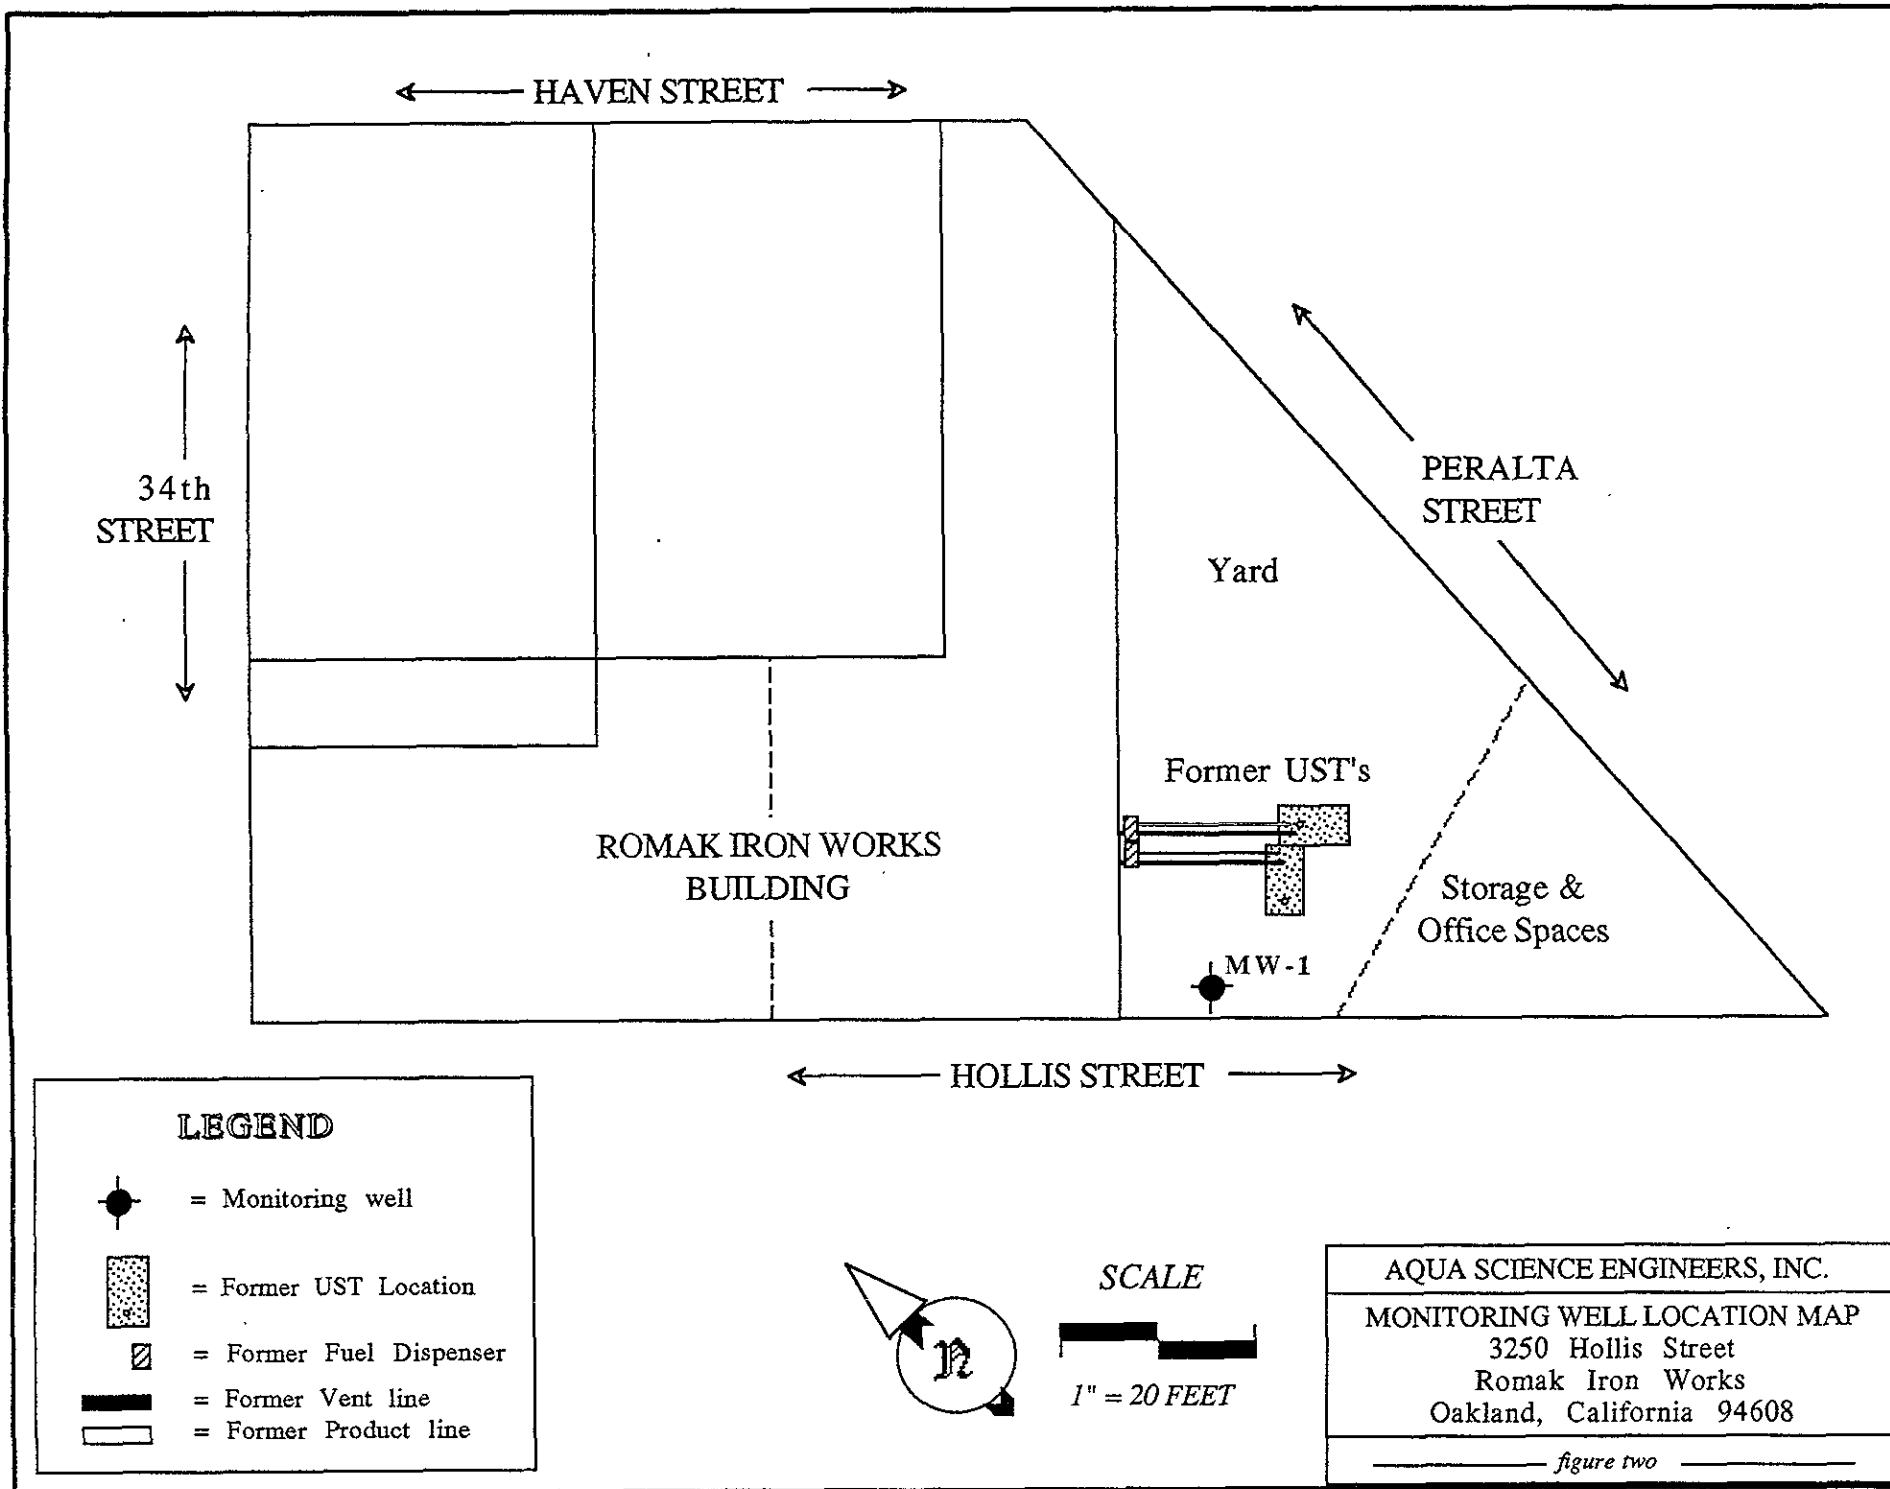 HAVEN STREET
34th
STREET
PERALTA
STREET
Yard
Former UST's
ROMAK IRON WORKS
BUILDING
Storage &
Office Spaces
MW-1
HOLLIS STREET
LEGEND
= Monitoring well
= Former UST Location
= Former Fuel Dispenser
= Former Vent line
= Former Product line
n
SCALE
1" = 20 FEET
AQUA SCIENCE ENGINEERS, INC.
MONITORING WELL LOCATION MAP
3250 Hollis Street
Romak Iron Works
Oakland, California 94608
figure two